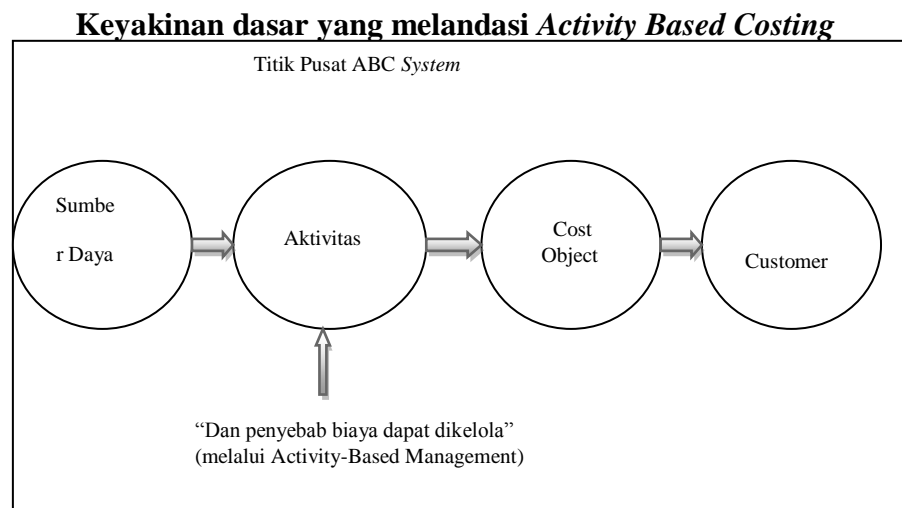 Keyakinan dasar yang melandasi Activity Based Costing
Titik Pusat ABC System
Sumbe
r Daya
Aktivitas
Cost
Object
Customer
“Dan penyebab biaya dapat dikelola”
(melalui Activity-Based Management)